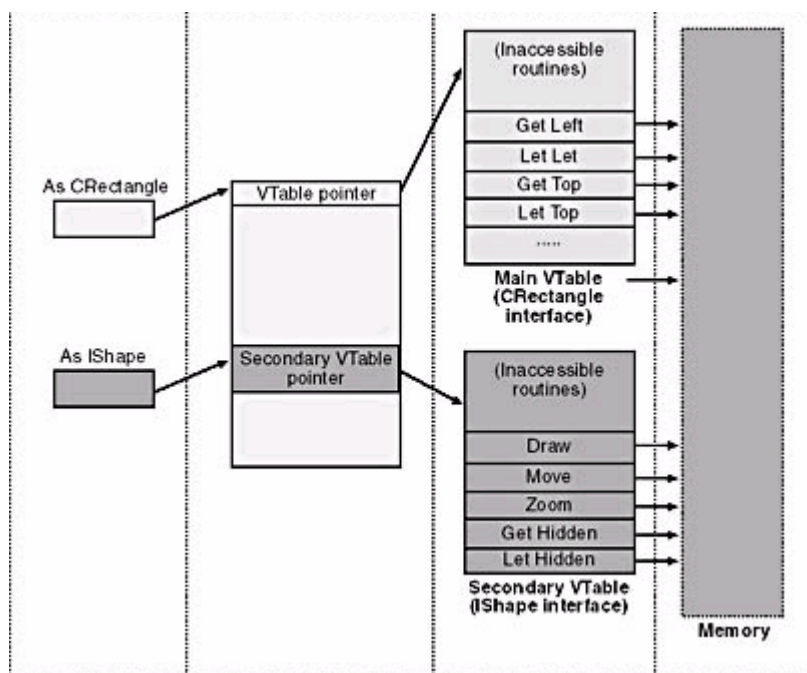 As CRectangle
As IShape
VTable pointer
Secondary VTable
pointer
(Inaccessible
routines)
Get Left
Let Let
Get Top
Let Top
.....
Main VTable
(CRectangle
interface)
(Inaccessible
routines)
Draw
Move
Zoom
Get Hidden
Let Hidden
Secondary VTable
(IShape interface)
Memory